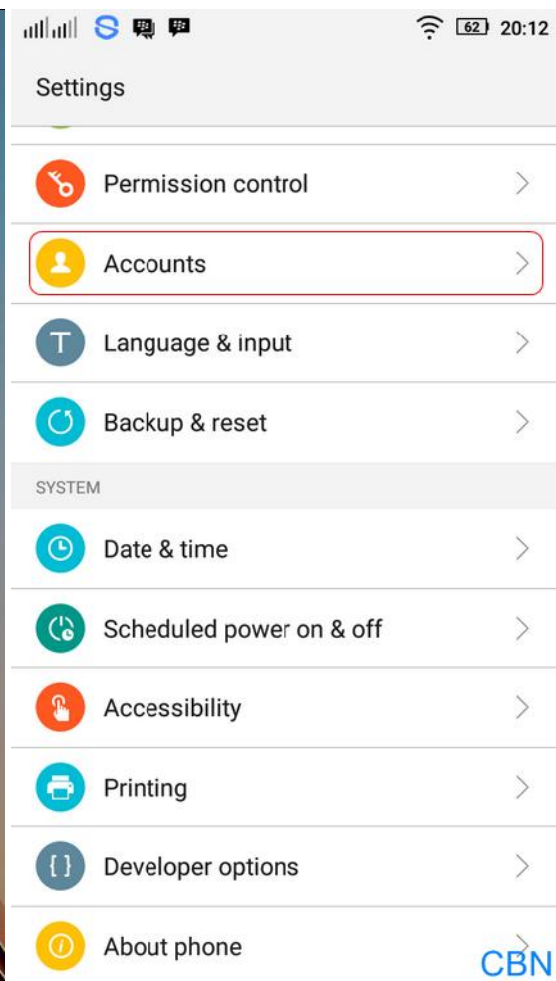 62 20:12
Settings
Permission control
Accounts
Language & input
Backup & reset
SYSTEM
Date & time
Scheduled power on & off
Accessibility
Printing
Developer options
About phone
CBN